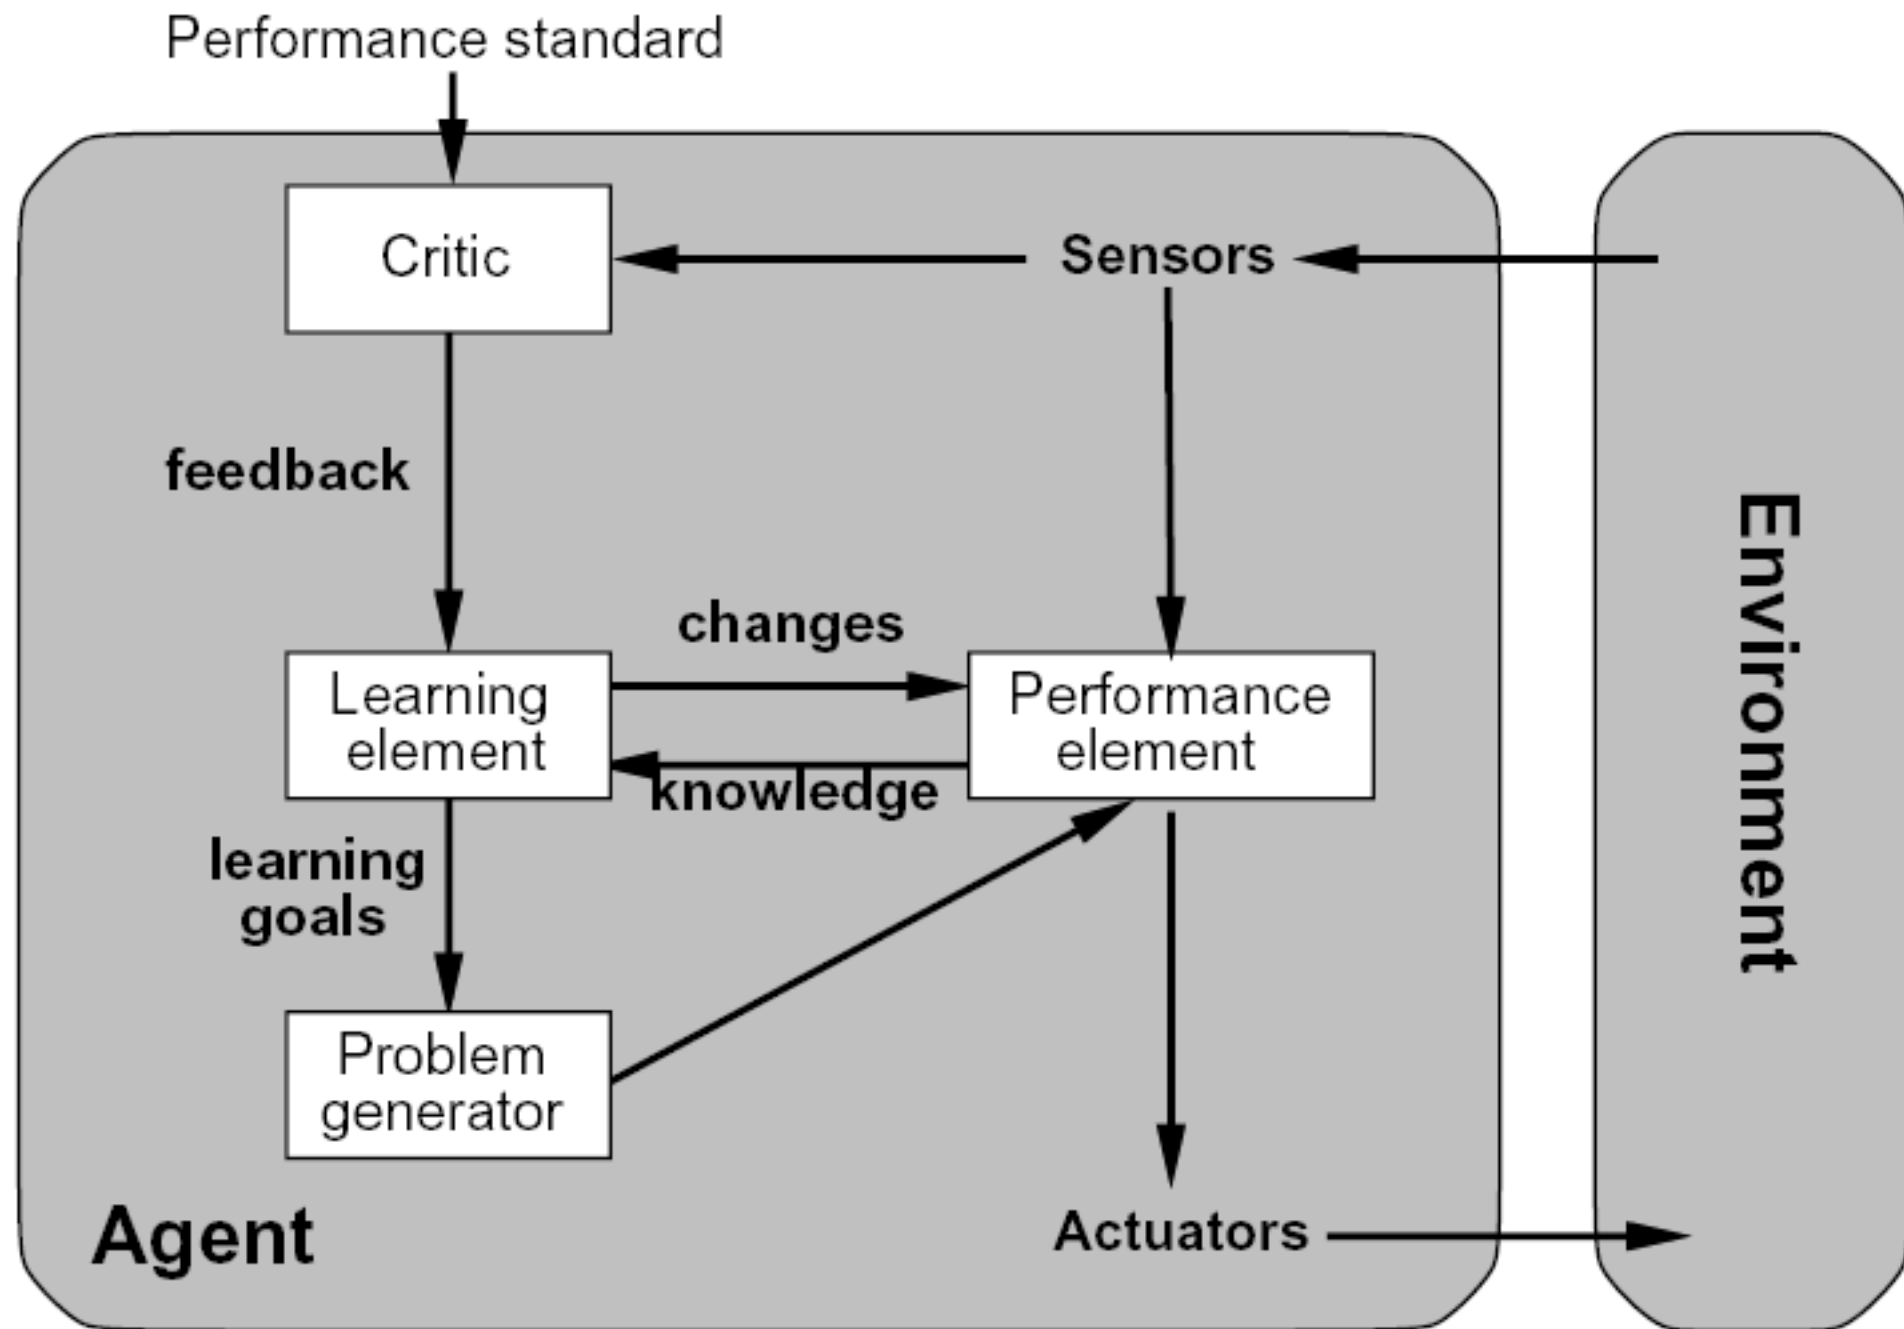 Performance standard
Critic
Sensors
feedback
changes
Learning
element
Performance
element
knowledge
learning
goals
Problem
generator
Agent
Actuators
Environment